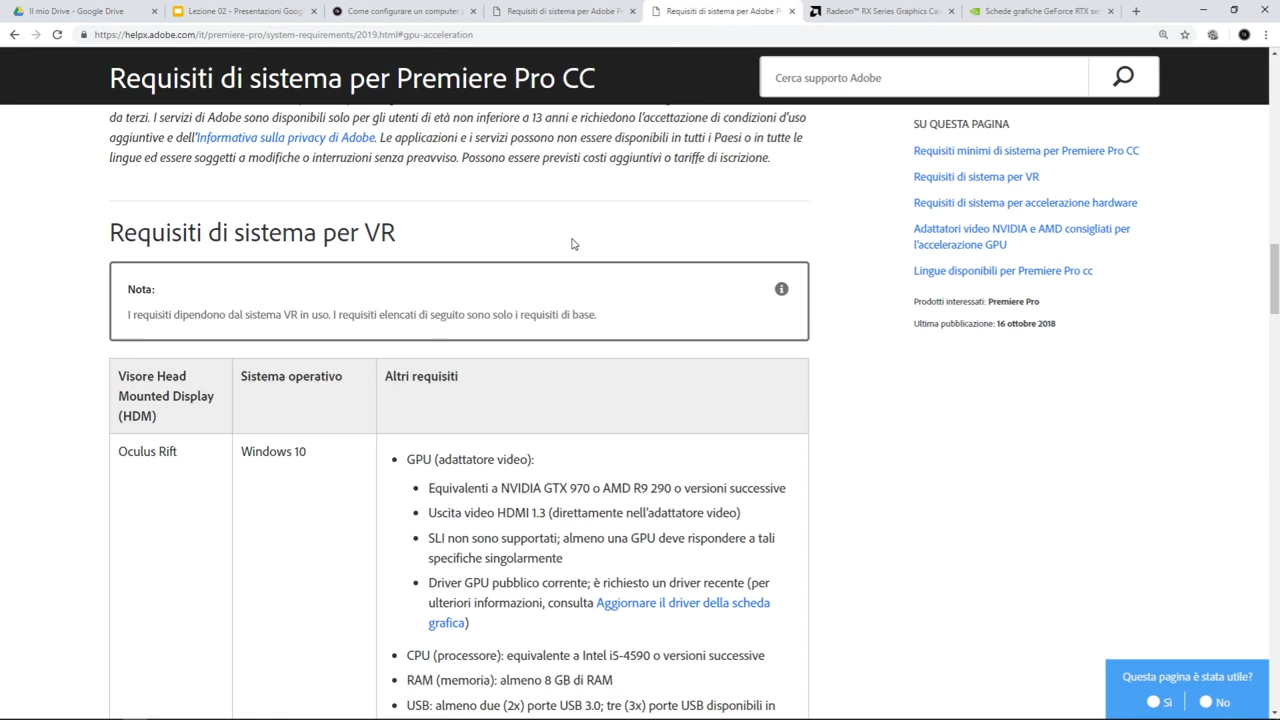 Il mio Drive - Google Drive
Lezione 02 - Presentazioni Goog
Come configurare un computer
Requisiti di sistema per Adobe P
Requisiti di sistema per Adobe P
Radeon™ RX Series Graphics Ca
Schede grafiche GeForce RTX se
https://helpx.adobe.com/it/premiere-pro/system-requirements/2019.html#gpu-acceleration
Requisiti di sistema per Premiere Pro CC
Cerca supporto Adobe
da terzi. I servizi di Adobe sono disponibili solo per gli utenti di età non inferiore a 13 anni e richiedono l'accettazione di condizioni d'uso
aggiuntive e dell'Informativa sulla privacy di Adobe. Le applicazioni e i servizi possono non essere disponibili in tutti i Paesi o in tutte le
lingue ed essere soggetti a modifiche o interruzioni senza preavviso. Possono essere previsti costi aggiuntivi o tariffe di iscrizione.
Requisiti di sistema per VR
Nota:
I requisiti dipendono dal sistema VR in uso. I requisiti elencati di seguito sono solo i requisiti di base.
Visore Head
Mounted Display
(HDM)
Sistema operativo
Altri requisiti
Oculus Rift
Windows 10
• GPU (adattatore video):
• Equivalenti a NVIDIA GTX 970 o AMD R9 290 o versioni successive
• Uscita video HDMI 1.3 (direttamente nell'adattatore video)
• SLI non sono supportati; almeno una GPU deve rispondere a tali
specifiche singolarmente
• Driver GPU pubblico corrente; è richiesto un driver recente (per
ulteriori informazioni, consulta Aggiornare il driver della scheda
grafica)
• CPU (processore): equivalente a Intel i5-4590 o versioni successive
• RAM (memoria): almeno 8 GB di RAM
• USB: almeno due (2x) porte USB 3.0; tre (3x) porte USB disponibili in
SU QUESTA PAGINA
Requisiti minimi di sistema per Premiere Pro CC
Requisiti di sistema per VR
Requisiti di sistema per accelerazione hardware
Adattatori video NVIDIA e AMD consigliati per
l'accelerazione GPU
Lingue disponibili per Premiere Pro cc
Prodotti interessati: Premiere Pro
Ultima pubblicazione: 16 ottobre 2018
Questa pagina è stata utile?
Sì
No